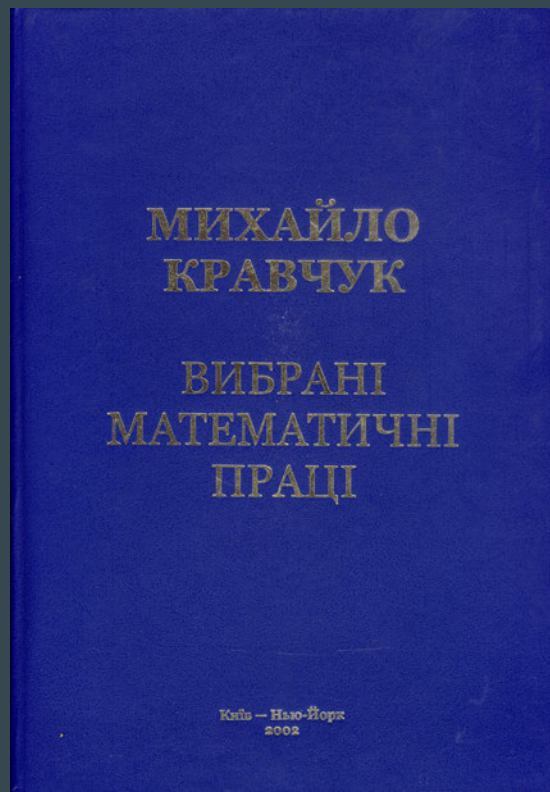 МИХАЙЛО
КРАВЧУК
ВИБРАНІ
МАТЕМАТИЧНІ
ПРАЦІ
Київ — Нью-Йорк
2002